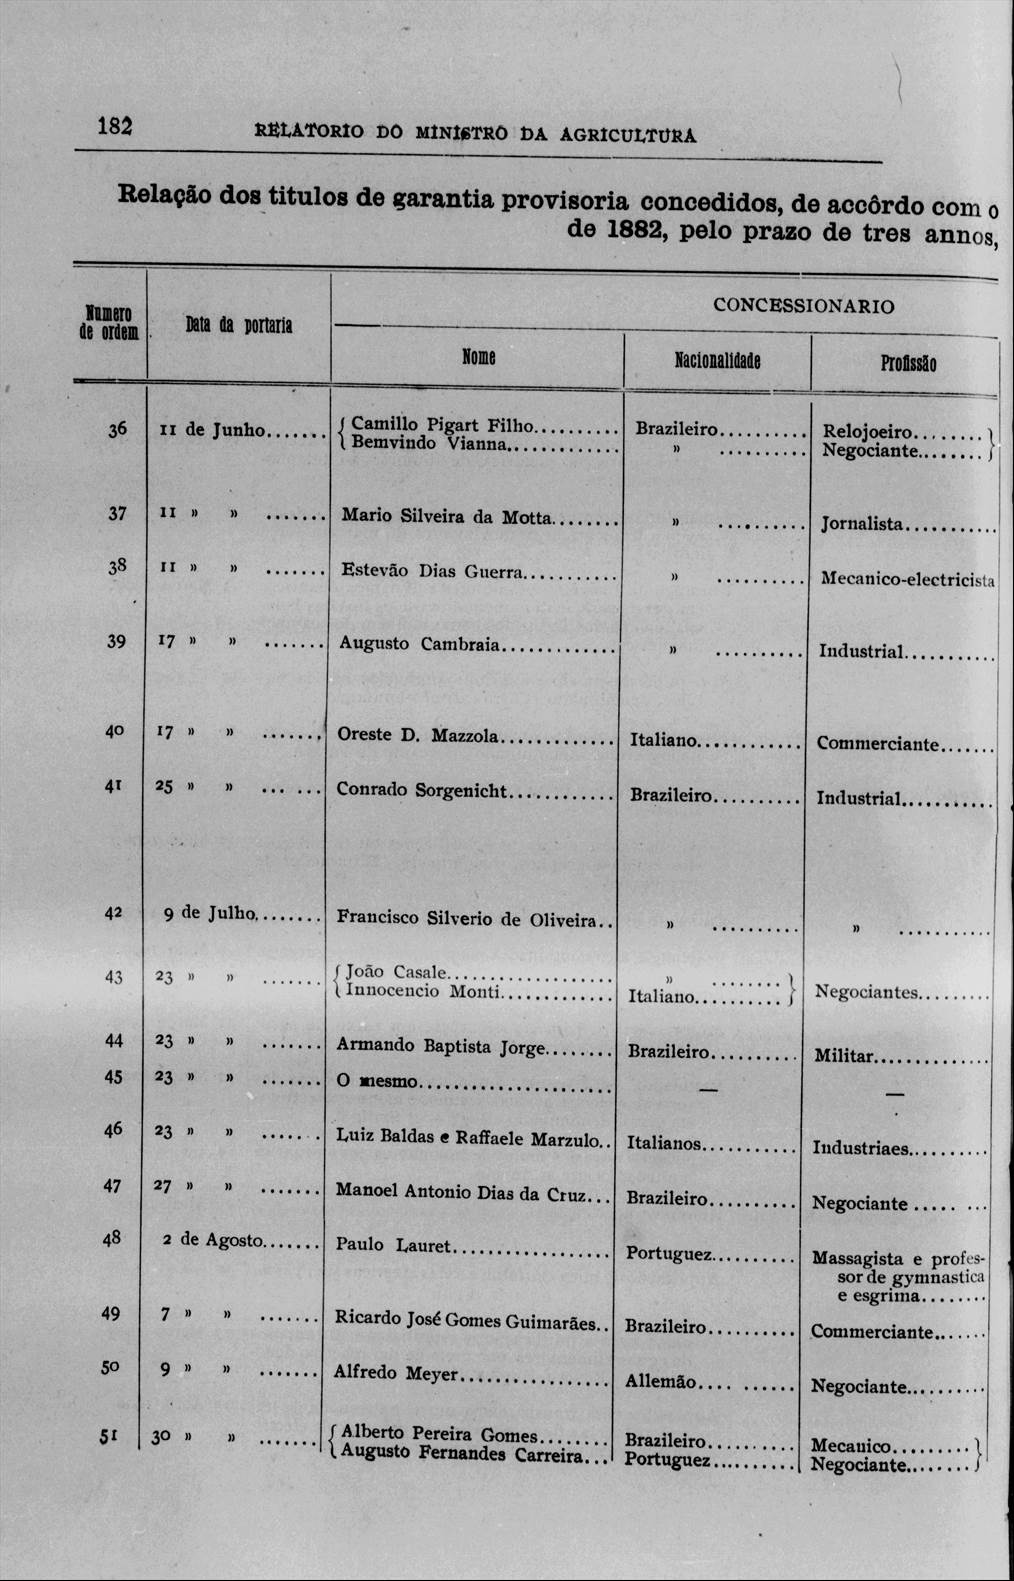 182 RELATORIO DO MINISTRO DA AGRICULTURA
Relação dos titulos de garantia provisoria concedidos, de accôrdo com o
de 1882, pelo prazo de tres annos,
Numero de ordem Data da portaria CONCESSIONARIO
Nome Nacionalidade Profissão
36 11 de Junho....... { Camillo Pigart Filho.......... Brazileiro.......... Relojoeiro........ }
{ Bemvindo Vianna............. » .......... Negociante........ }
37 11 » » ....... Mario Silveira da Motta........ » .......... Jornalista...........
38 11 » » ....... Estevão Dias Guerra........... » .......... Mecanico-electricista
39 17 » » ....... Augusto Cambraia............. » .......... Industrial...........
40 17 » » ....... Oreste D. Mazzola............. Italiano............ Commerciante.......
41 25 » » ... ... Conrado Sorgenicht............ Brazileiro.......... Industrial...........
42 9 de Julho........ Francisco Silverio de Oliveira.. » .......... » ...........
43 23 » » ....... { João Casale................... » ........ } Negociantes.........
{ Innocencio Monti............. Italiano.......... }
44 23 » » ....... Armando Baptista Jorge........ Brazileiro.......... Militar..............
45 23 » » ....... O mesmo...................... — —
46 23 » » ....... Luiz Baldas e Raffaele Marzulo.. Italianos........... Industriaes..........
47 27 » » ....... Manoel Antonio Dias da Cruz... Brazileiro.......... Negociante ..... ...
48 2 de Agosto....... Paulo Lauret.................. Portuguez.......... Massagista e profes-
sor de gymnastica
e esgrima........
49 7 » » ....... Ricardo José Gomes Guimarães.. Brazileiro.......... Commerciante.......
50 9 » » ....... Alfredo Meyer................. Allemão.... ...... Negociante..........
51 30 » » ....... { Alberto Pereira Gomes........ Brazileiro.......... Mecanico......... }
{ Augusto Fernandes Carreira... Portuguez.......... Negociante........ }